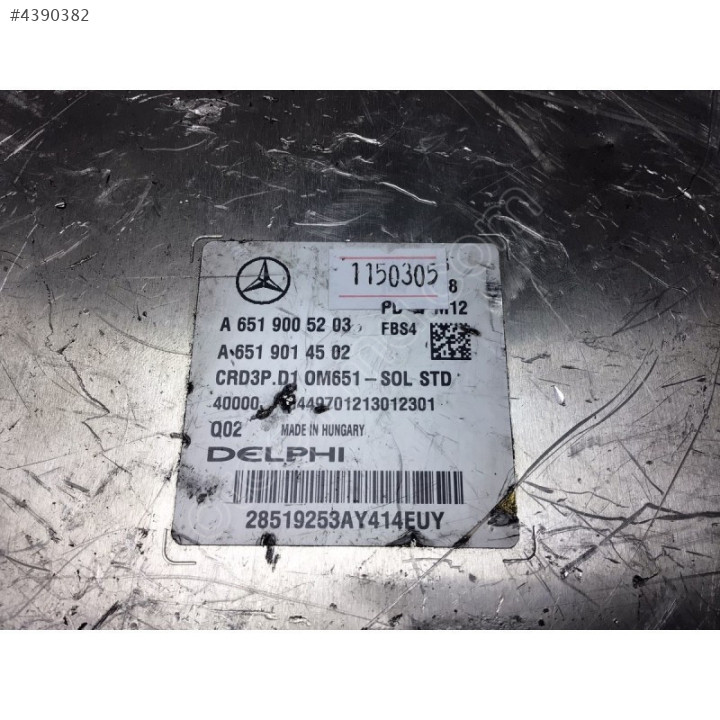 #4390382
1150305
8
M12
A 651 900 52 03 FBS4
A 651 901 45 02
CRD3P.D1 OM651-SOL STD
40000
449701213012301
Q02 MADE IN HUNGARY
DELPHI
28519253AY414EUY